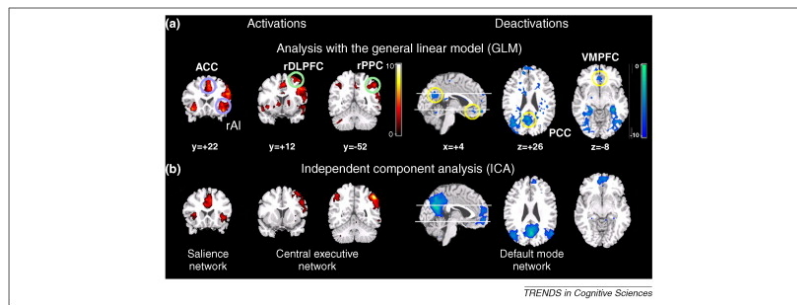 (a) Activations Deactivations
Analysis with the general linear model (GLM)
ACC rDLPFC rPPC VMPFC
10 0
rAI
0
-10
PCC
y=+22 y=+12 y=-52 x=+4 z=+26 z=-8
(b) Independent component analysis (ICA)
Salience
network
Central executive
network
Default mode
network
TRENDS in Cognitive Sciences